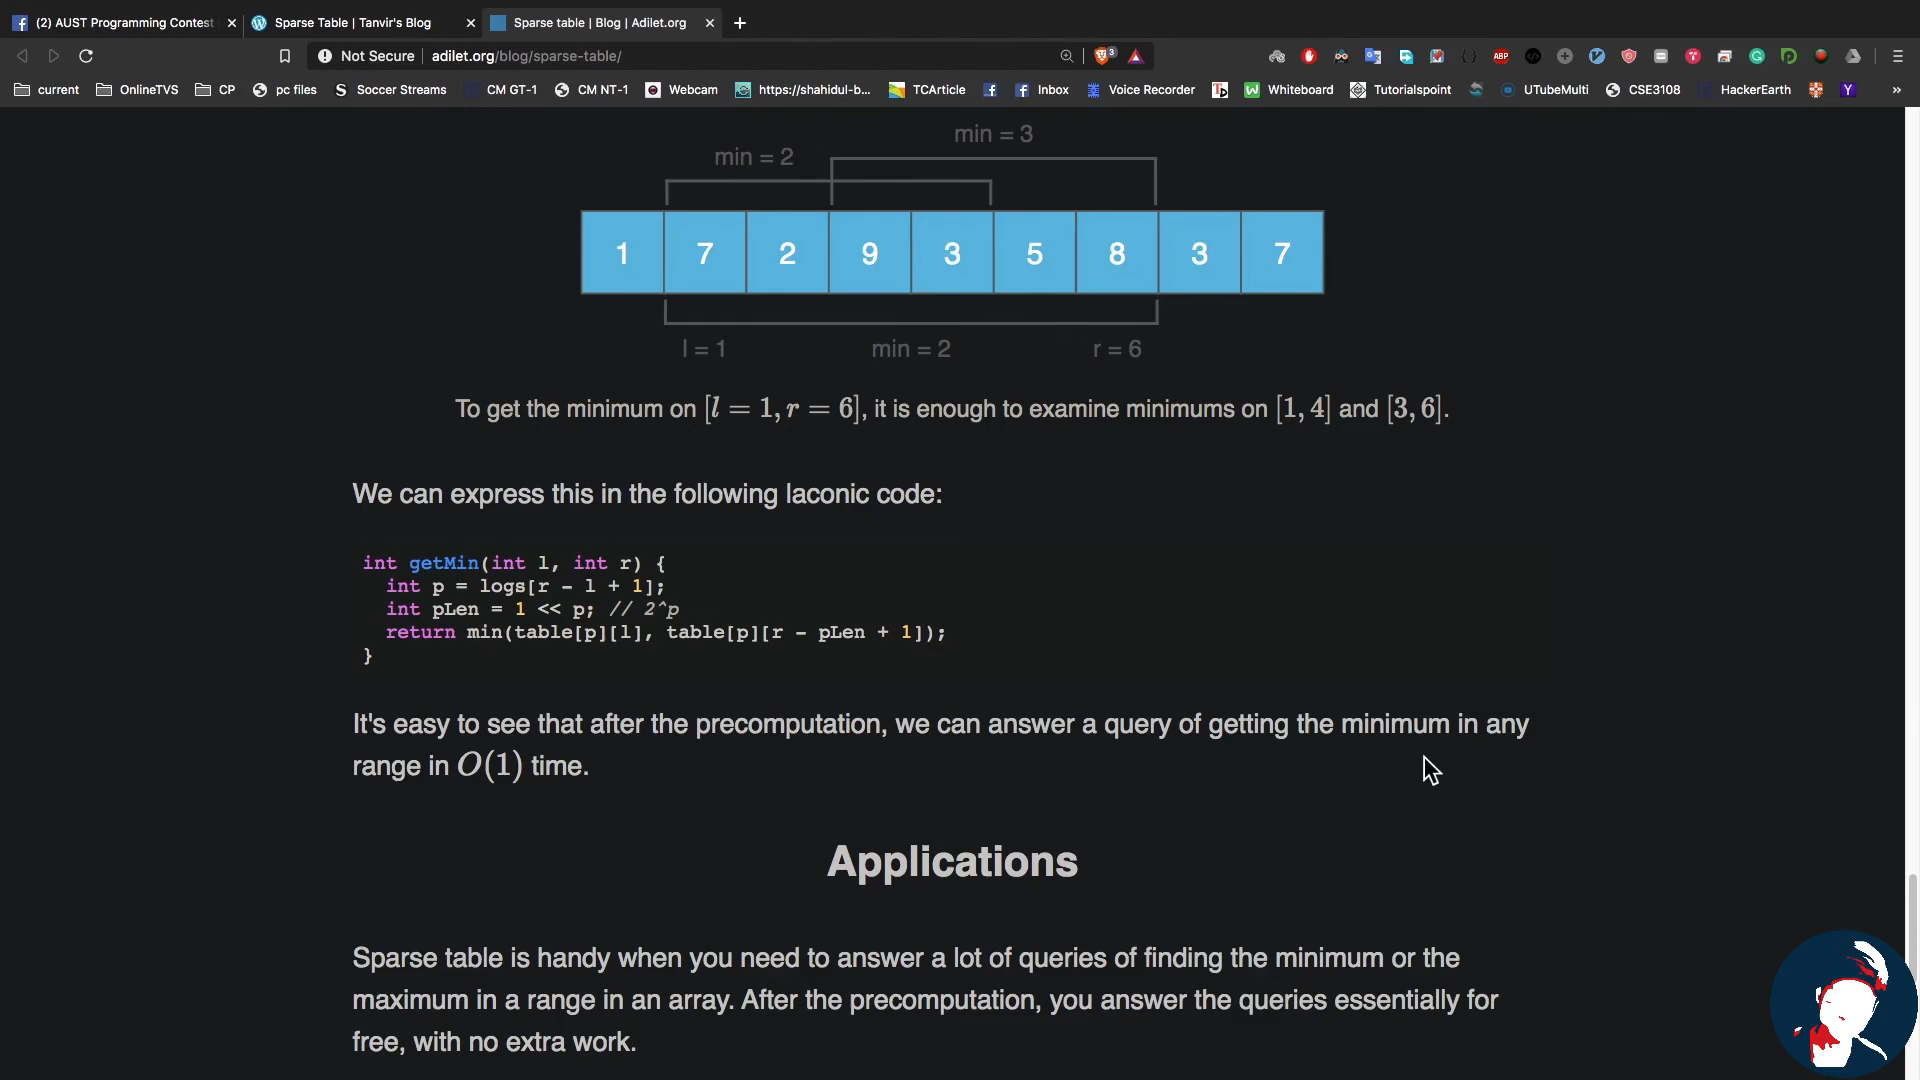 (2) AUST Programming Contest
Sparse Table | Tanvir's Blog
Sparse table | Blog | Adilet.org
Not Secure
adilet.org/blog/sparse-table/
3
ABP
current
OnlineTVS
CP
pc files
S
Soccer Streams
CM GT-1
CM NT-1
Webcam
https://shahidul-b...
TCArticle
Inbox
Voice Recorder
Whiteboard
Tutorialspoint
UTubeMulti
CSE3108
HackerEarth
Y
»
min = 3
min = 2
1 7 2 9 3 5 8 3 7
l = 1 min = 2 r = 6
To get the minimum on [l = 1, r = 6], it is enough to examine minimums on [1, 4] and [3, 6].
We can express this in the following laconic code:
int getMin(int l, int r) {
int p = logs[r - l + 1];
int pLen = 1 << p; // 2^p
return min(table[p][l], table[p][r - pLen + 1]);
}
It's easy to see that after the precomputation, we can answer a query of getting the minimum in any
range in O(1) time.
Applications
Sparse table is handy when you need to answer a lot of queries of finding the minimum or the
maximum in a range in an array. After the precomputation, you answer the queries essentially for
free, with no extra work.